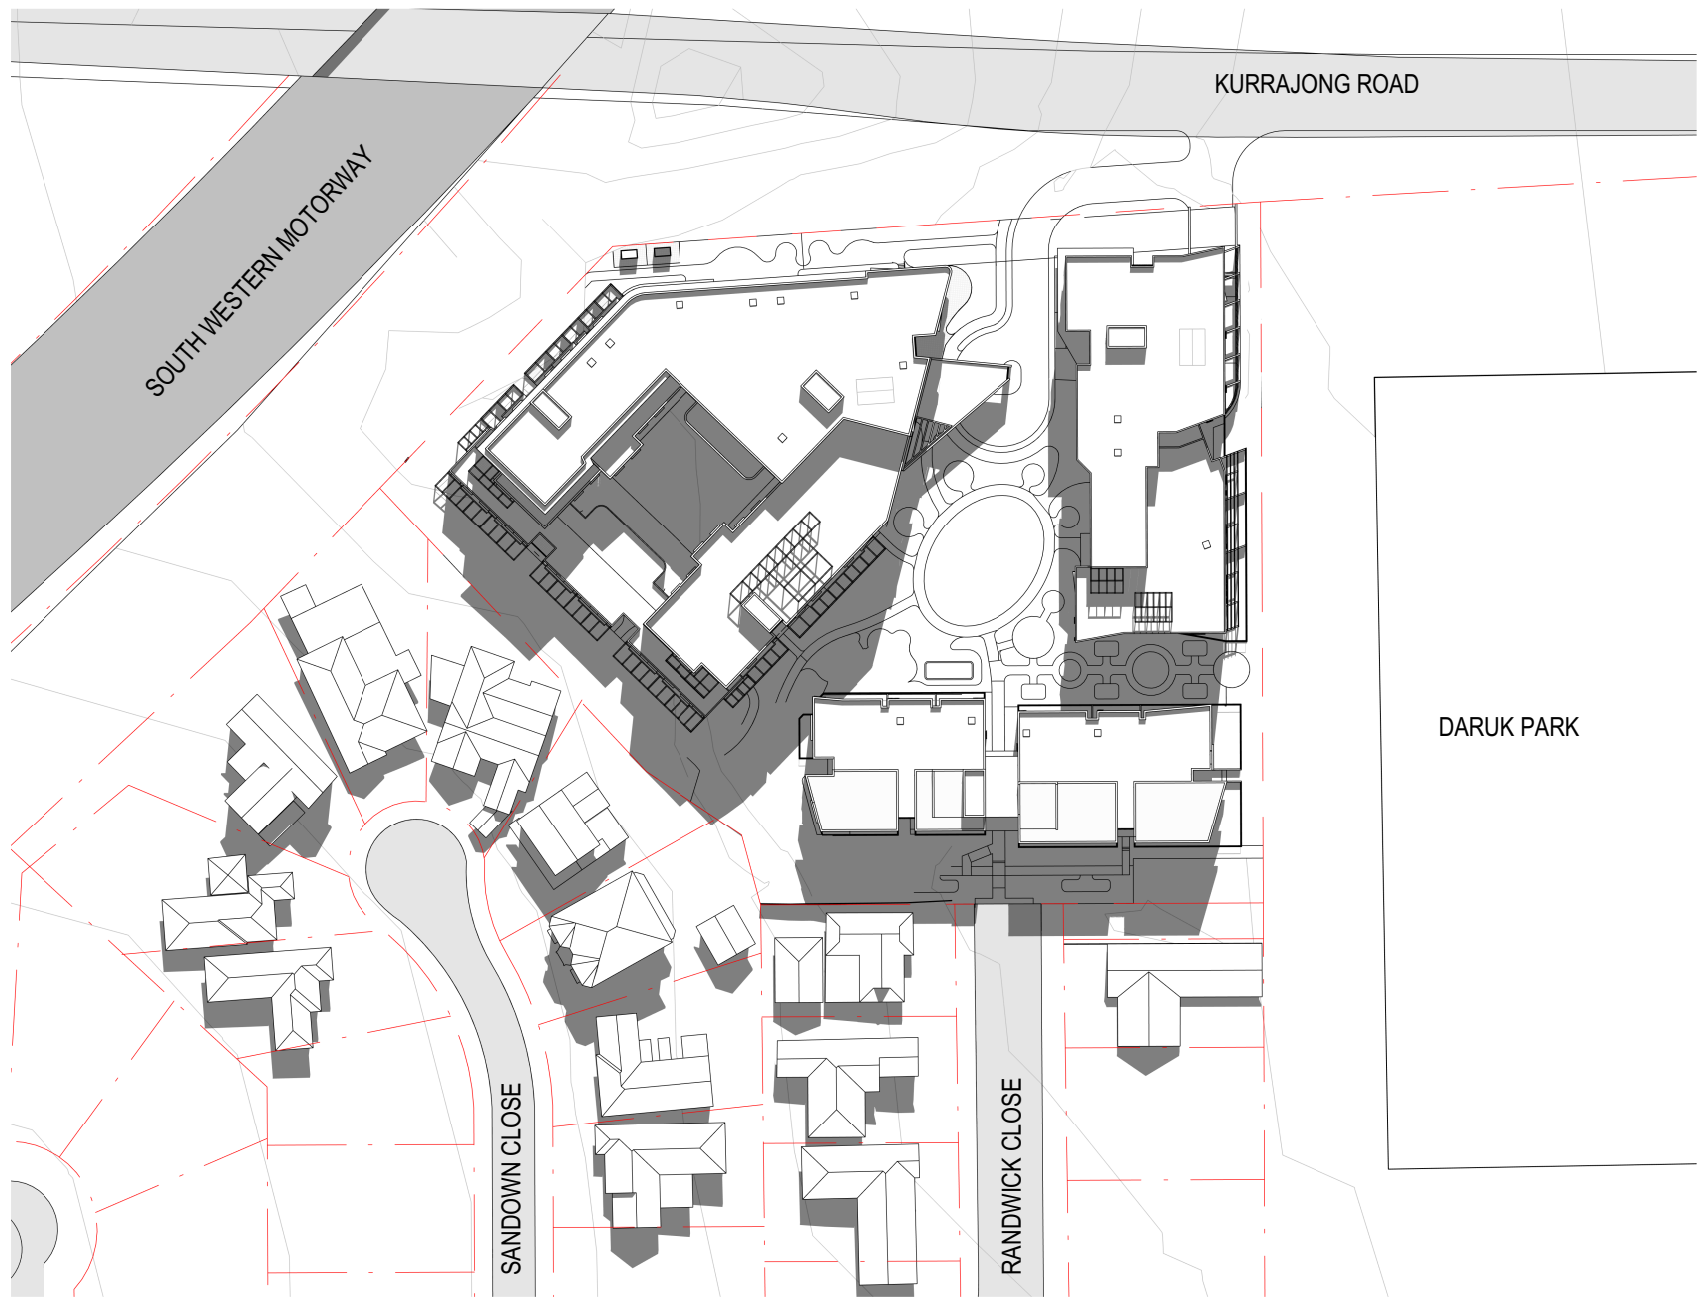 KURRAJONG ROAD
SOUTH WESTERN MOTORWAY
DARUK PARK
SANDOWN CLOSE
RANDWICK CLOSE